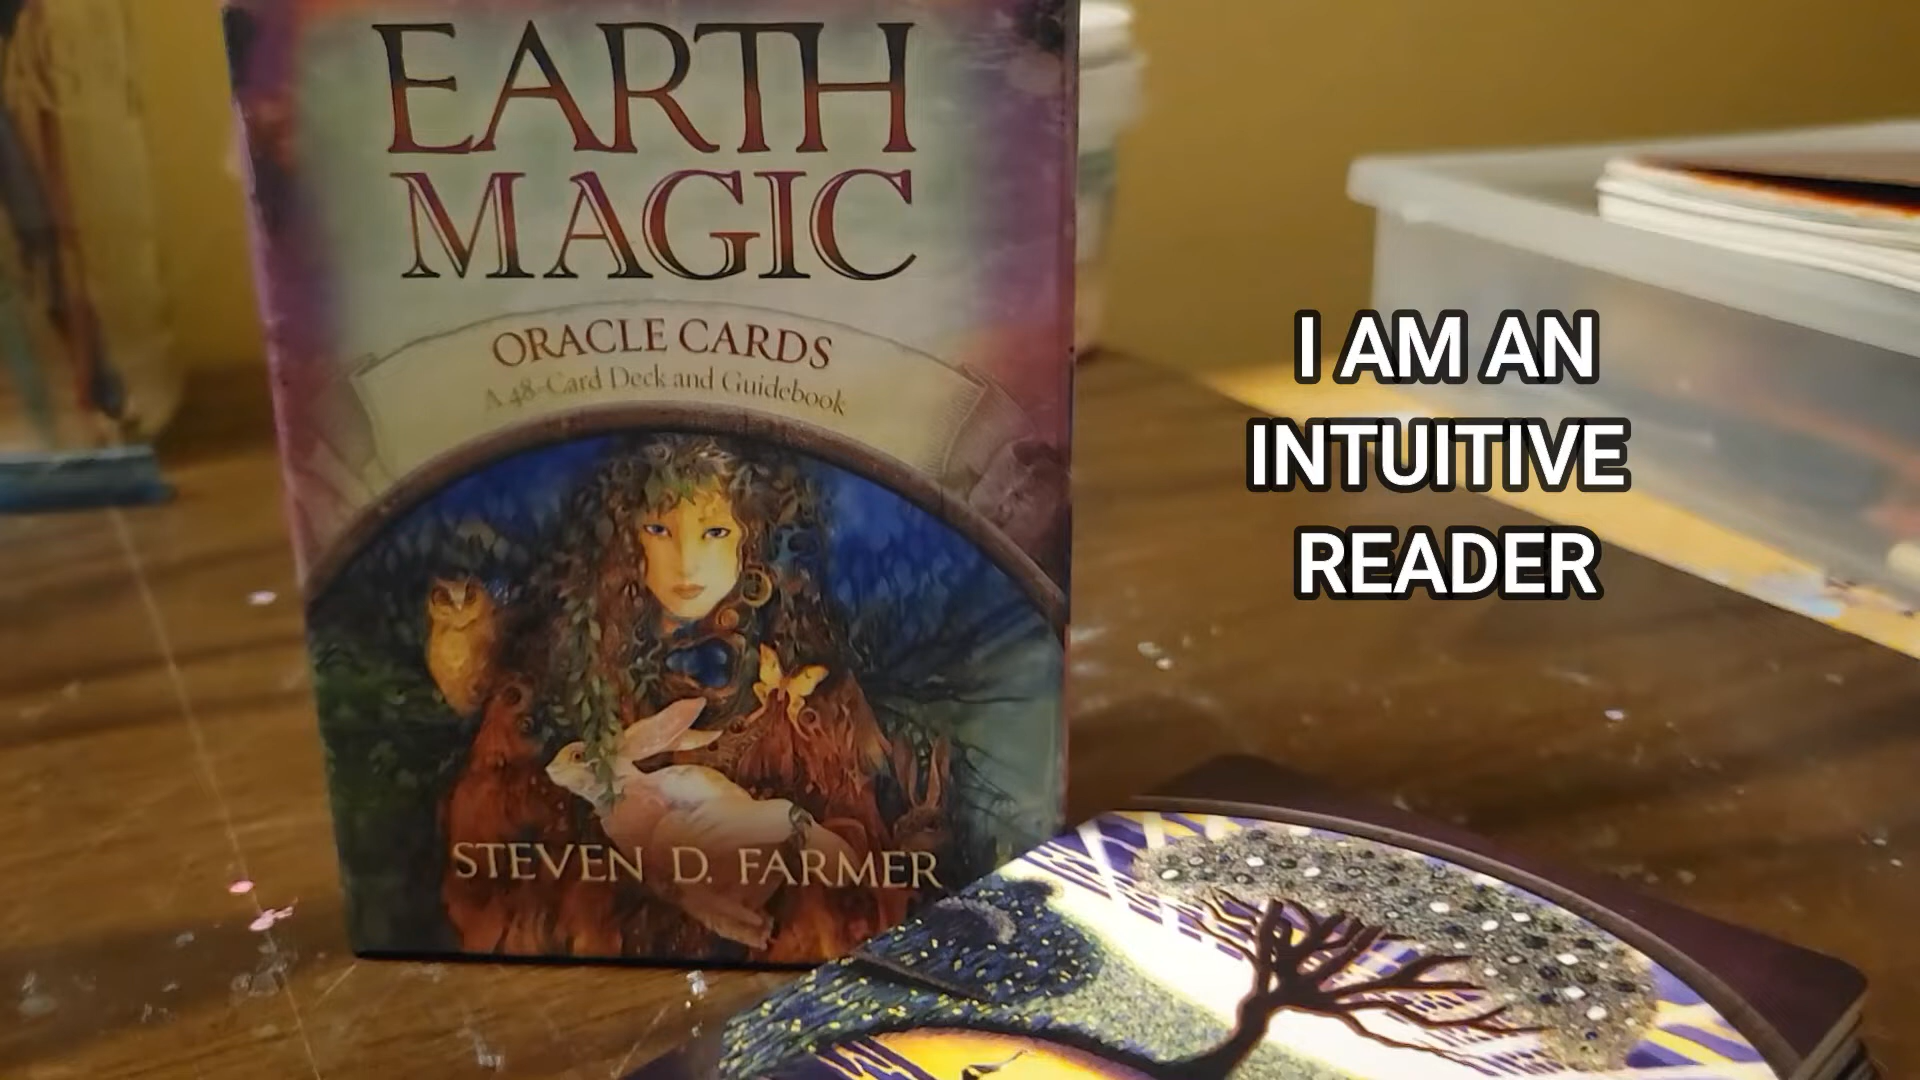 EARTH
MAGIC
ORACLE CARDS
A 48-Card Deck and Guidebook
STEVEN D. FARMER
I AM AN
INTUITIVE
READER